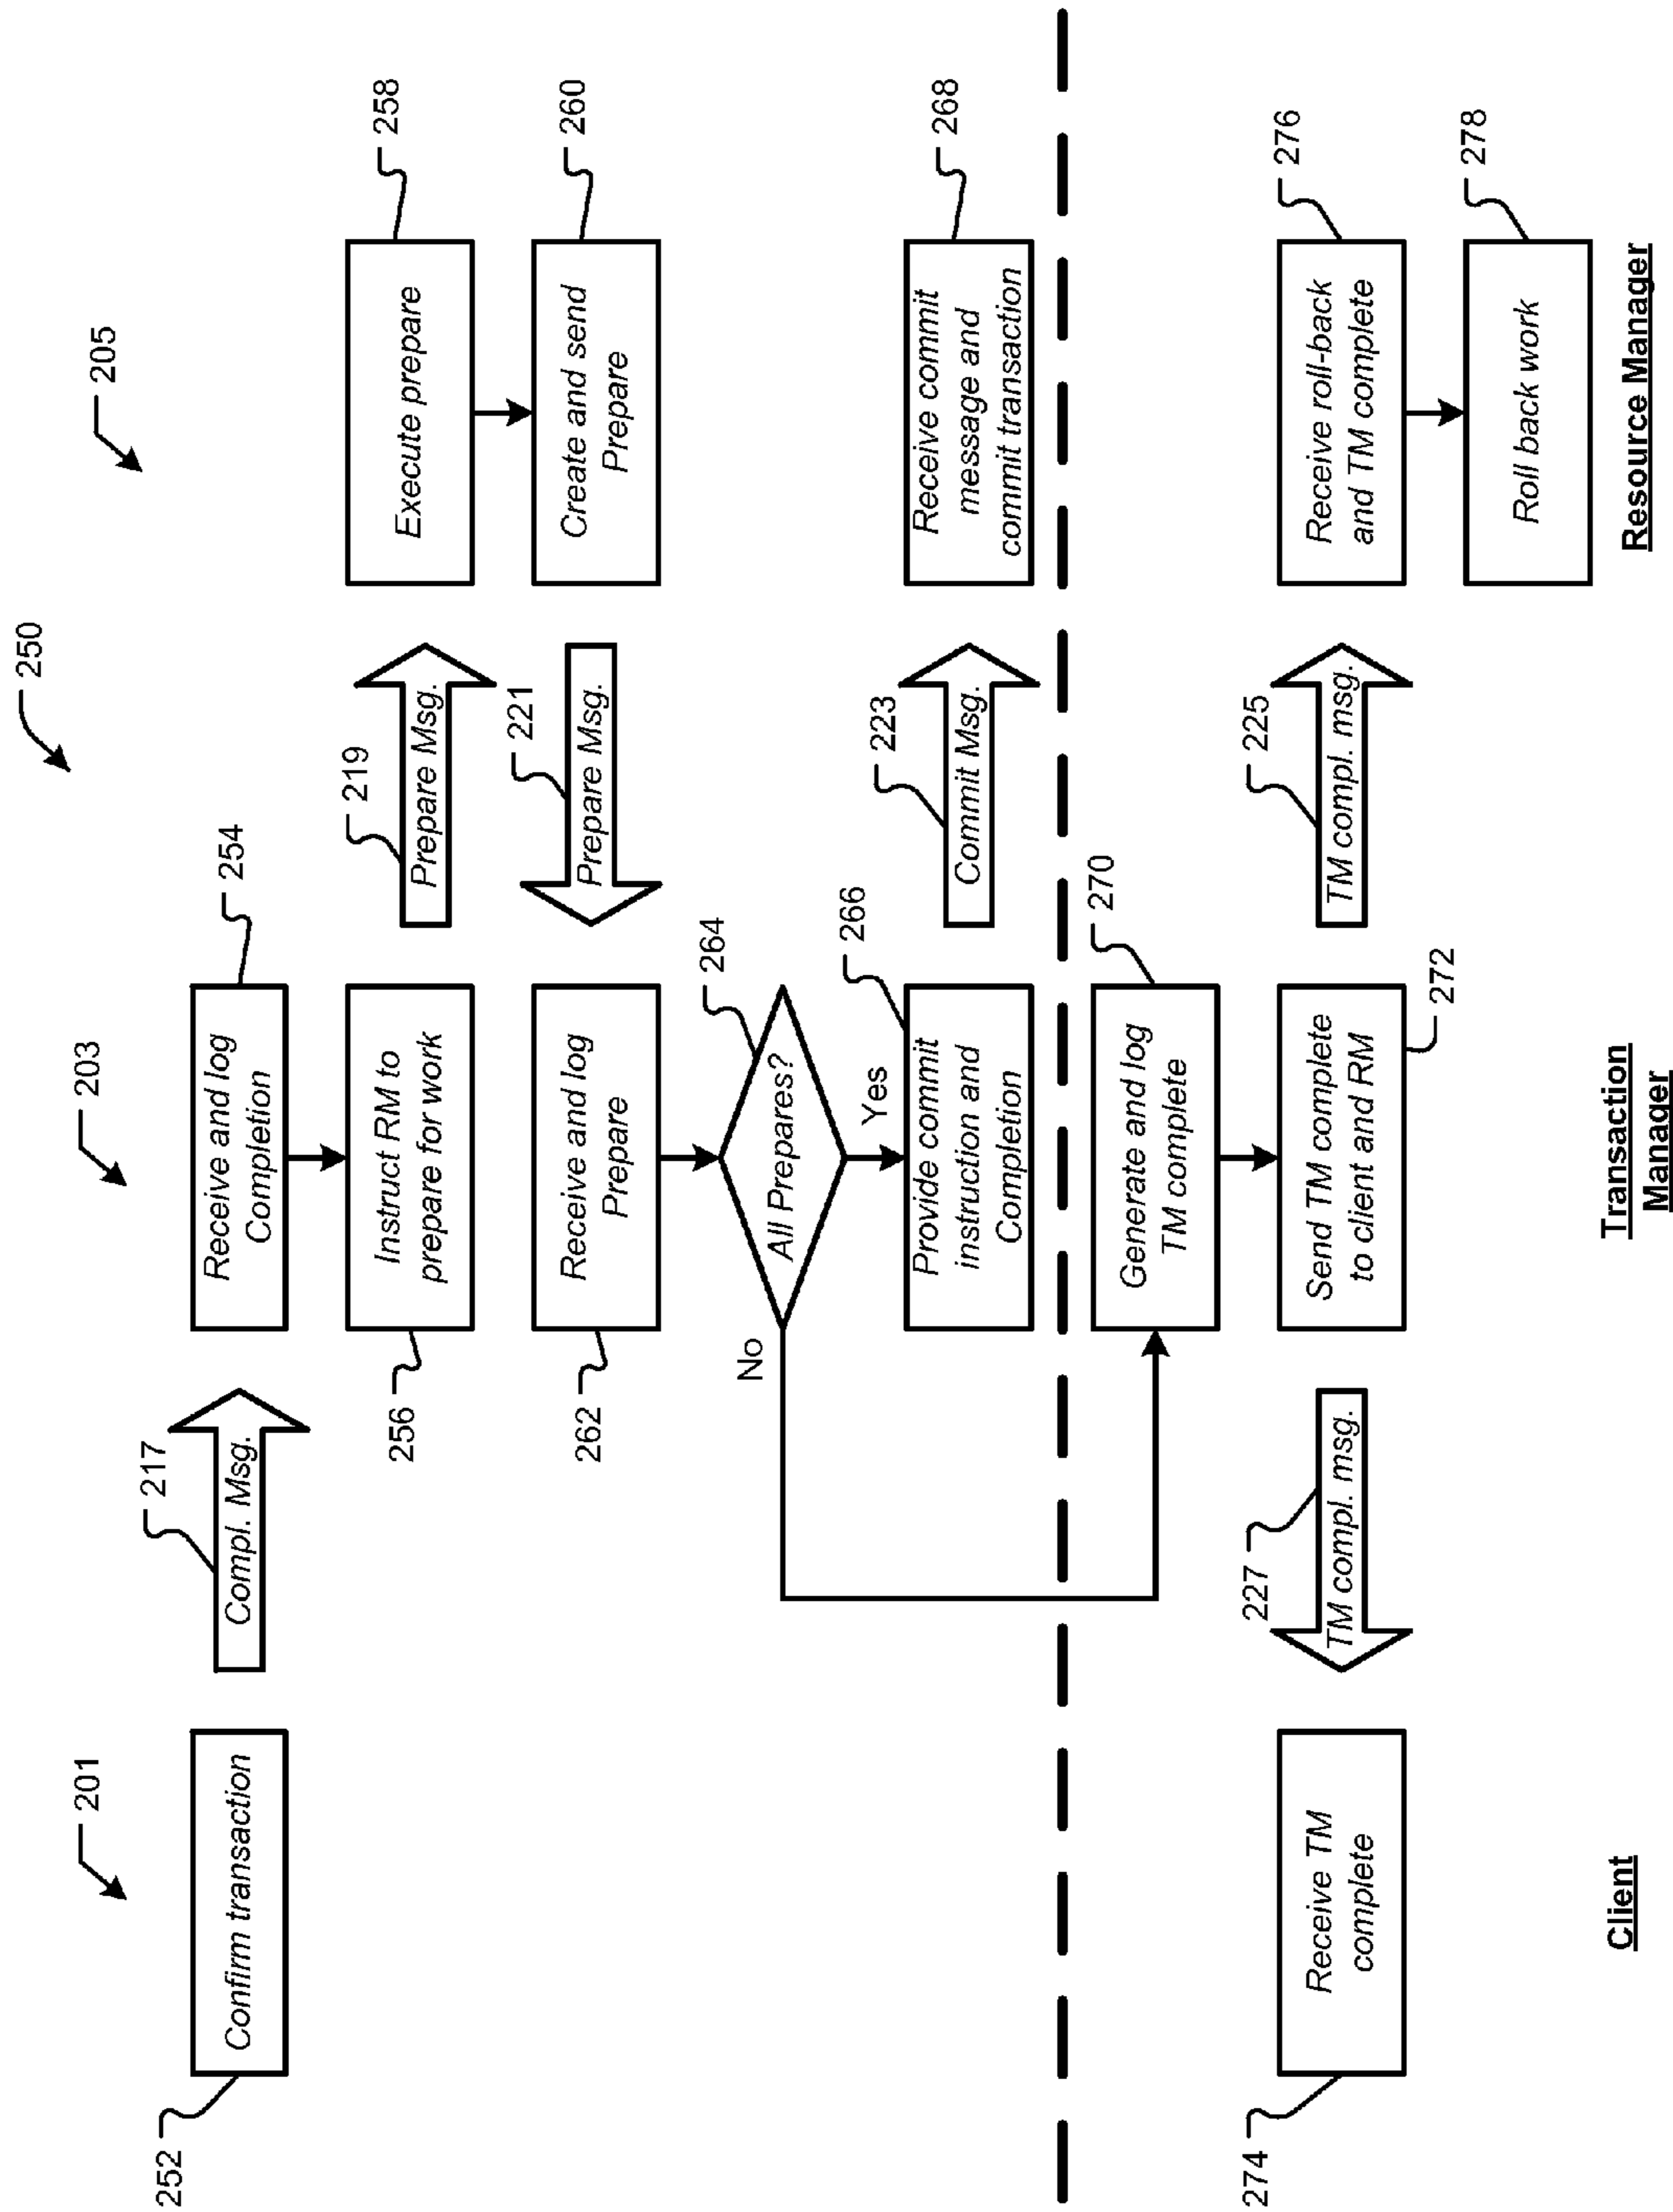 250
201
203
205
252
Confirm transaction
217
Compl. Msg.
254
Receive and log
Completion
256
Instruct RM to
prepare for work
219
Prepare Msg.
258
Execute prepare
260
Create and send
Prepare
221
Prepare Msg.
262
Receive and log
Prepare
264
All Prepares?
No
Yes
266
Provide commit
instruction and
Completion
223
Commit Msg.
268
Receive commit
message and
commit transaction
270
Generate and log
TM complete
272
Send TM complete
to client and RM
227
TM compl. msg.
225
TM compl. msg.
274
Receive TM
complete
276
Receive roll-back
and TM complete
278
Roll back work
Client
Transaction
Manager
Resource Manager